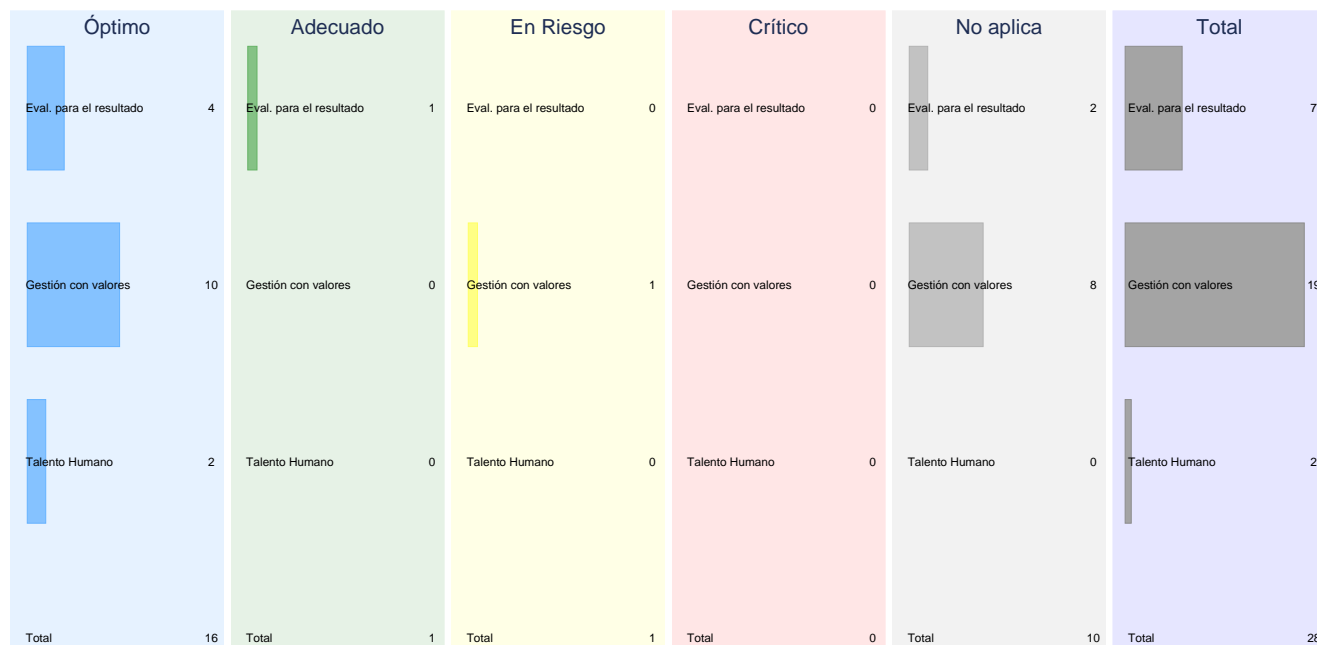 Óptimo Adecuado En Riesgo Crítico No aplica Total
Eval. para el resultado 4 Eval. para el resultado 1 Eval. para el resultado 0 Eval. para el resultado 0 Eval. para el resultado 2 Eval. para el resultado 7
Gestión con valores 10 Gestión con valores 0 Gestión con valores 1 Gestión con valores 0 Gestión con valores 8 Gestión con valores 19
Talento Humano 2 Talento Humano 0 Talento Humano 0 Talento Humano 0 Talento Humano 0 Talento Humano 2
Total 16 Total 1 Total 1 Total 0 Total 10 Total 28